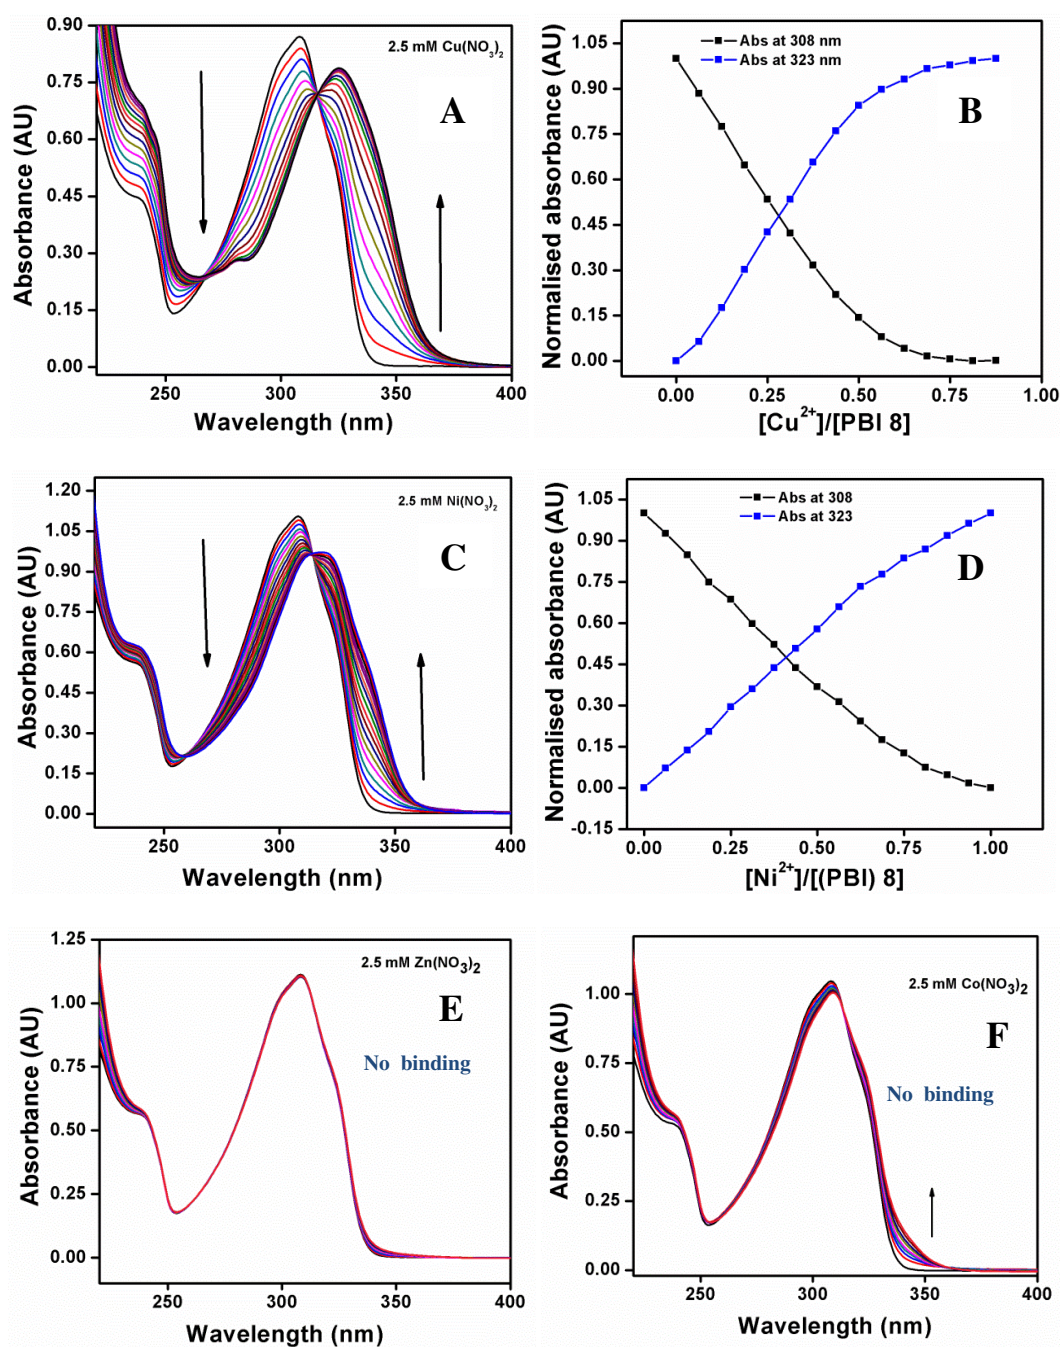 2.5 mM Cu(NO3)2
A
0.90
0.75
0.60
0.45
0.30
0.15
0.00
Absorbance (AU)
250 300 350 400
Wavelength (nm)
Abs at 308 nm
Abs at 323 nm
B
1.05
0.90
0.75
0.60
0.45
0.30
0.15
0.00
Normalised absorbance (AU)
0.00 0.25 0.50 0.75 1.00
[Cu2+]/[PBI 8]
2.5 mM Ni(NO3)2
C
1.20
1.05
0.90
0.75
0.60
0.45
0.30
0.15
0.00
Absorbance (AU)
250 300 350 400
Wavelength (nm)
Abs at 308
Abs at 323
D
1.05
0.90
0.75
0.60
0.45
0.30
0.15
0.00
-0.15
Normalised absorbance (AU)
0.00 0.25 0.50 0.75 1.00
[Ni2+]/[(PBI) 8]
2.5 mM Zn(NO3)2
E
No binding
1.25
1.00
0.75
0.50
0.25
0.00
Absorbance (AU)
250 300 350 400
Wavelength (nm)
2.5 mM Co(NO3)2
F
No binding
1.00
0.75
0.50
0.25
0.00
Absorbance (AU)
250 300 350 400
Wavelength (nm)